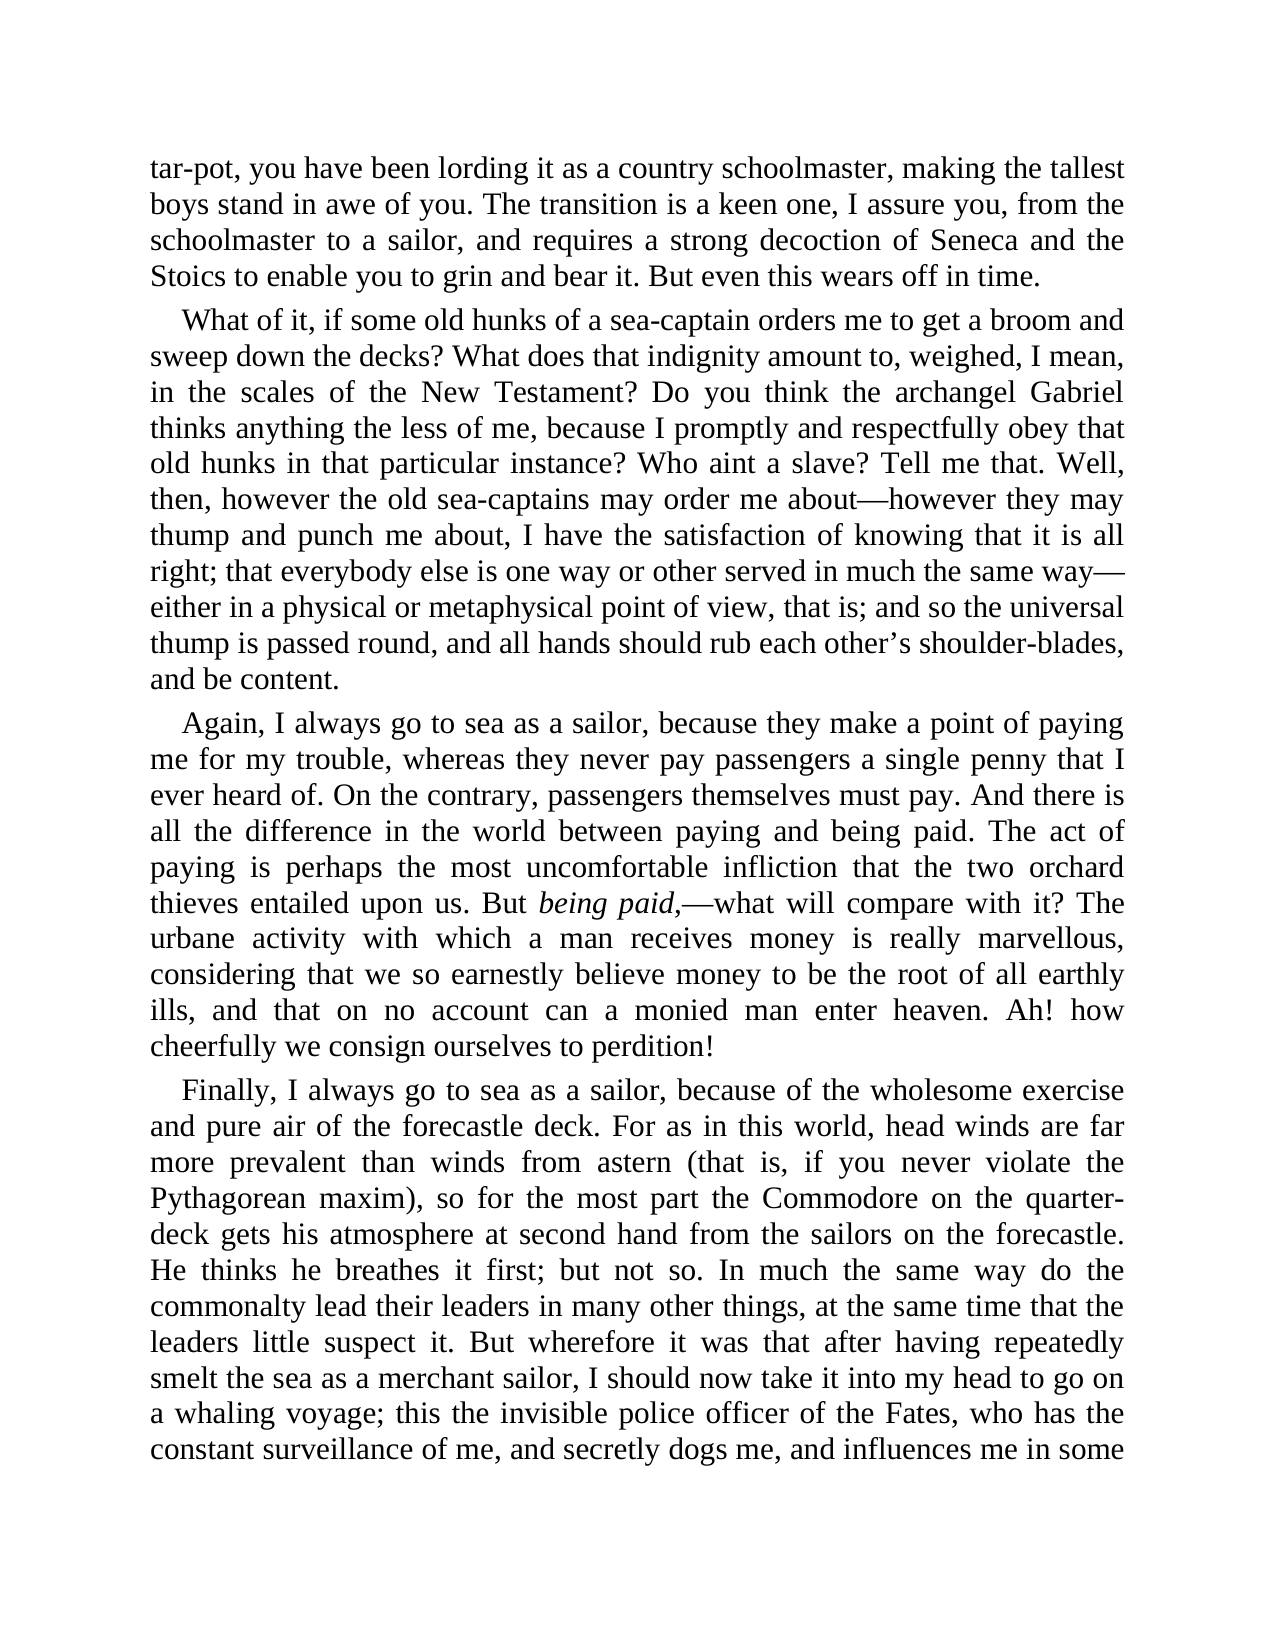 tar-pot, you have been lording it as a country schoolmaster, making the tallest
boys stand in awe of you. The transition is a keen one, I assure you, from the
schoolmaster to a sailor, and requires a strong decoction of Seneca and the
Stoics to enable you to grin and bear it. But even this wears off in time.
What of it, if some old hunks of a sea-captain orders me to get a broom and
sweep down the decks? What does that indignity amount to, weighed, I mean,
in the scales of the New Testament? Do you think the archangel Gabriel
thinks anything the less of me, because I promptly and respectfully obey that
old hunks in that particular instance? Who aint a slave? Tell me that. Well,
then, however the old sea-captains may order me about—however they may
thump and punch me about, I have the satisfaction of knowing that it is all
right; that everybody else is one way or other served in much the same way—
either in a physical or metaphysical point of view, that is; and so the universal
thump is passed round, and all hands should rub each other’s shoulder-blades,
and be content.
Again, I always go to sea as a sailor, because they make a point of paying
me for my trouble, whereas they never pay passengers a single penny that I
ever heard of. On the contrary, passengers themselves must pay. And there is
all the difference in the world between paying and being paid. The act of
paying is perhaps the most uncomfortable infliction that the two orchard
thieves entailed upon us. But being paid,—what will compare with it? The
urbane activity with which a man receives money is really marvellous,
considering that we so earnestly believe money to be the root of all earthly
ills, and that on no account can a monied man enter heaven. Ah! how
cheerfully we consign ourselves to perdition!
Finally, I always go to sea as a sailor, because of the wholesome exercise
and pure air of the forecastle deck. For as in this world, head winds are far
more prevalent than winds from astern (that is, if you never violate the
Pythagorean maxim), so for the most part the Commodore on the quarter-
deck gets his atmosphere at second hand from the sailors on the forecastle.
He thinks he breathes it first; but not so. In much the same way do the
commonalty lead their leaders in many other things, at the same time that the
leaders little suspect it. But wherefore it was that after having repeatedly
smelt the sea as a merchant sailor, I should now take it into my head to go on
a whaling voyage; this the invisible police officer of the Fates, who has the
constant surveillance of me, and secretly dogs me, and influences me in some